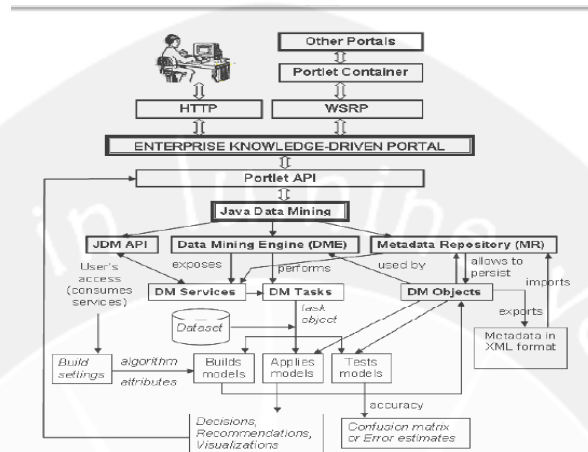 Other Portals
Portlet Container
HTTP
WSRP
ENTERPRISE KNOWLEDGE-DRIVEN PORTAL
Portlet API
Java Data Mining
JDM API
Data Mining Engine (DME)
Metadata Repository (MR)
User's
access
(consumes
services)
exposes
performs
used by
allows to
persist
imports
DM Services
DM Tasks
DM Objects
exports
task
object
Dataset
Metadata in
XML format
Build
settings
algorithm
attributes
Builds
models
Applies
models
Tests
models
accuracy
Decisions,
Recommendations,
Visualizations
Confusion matrix
or Error estimates
in
lumine